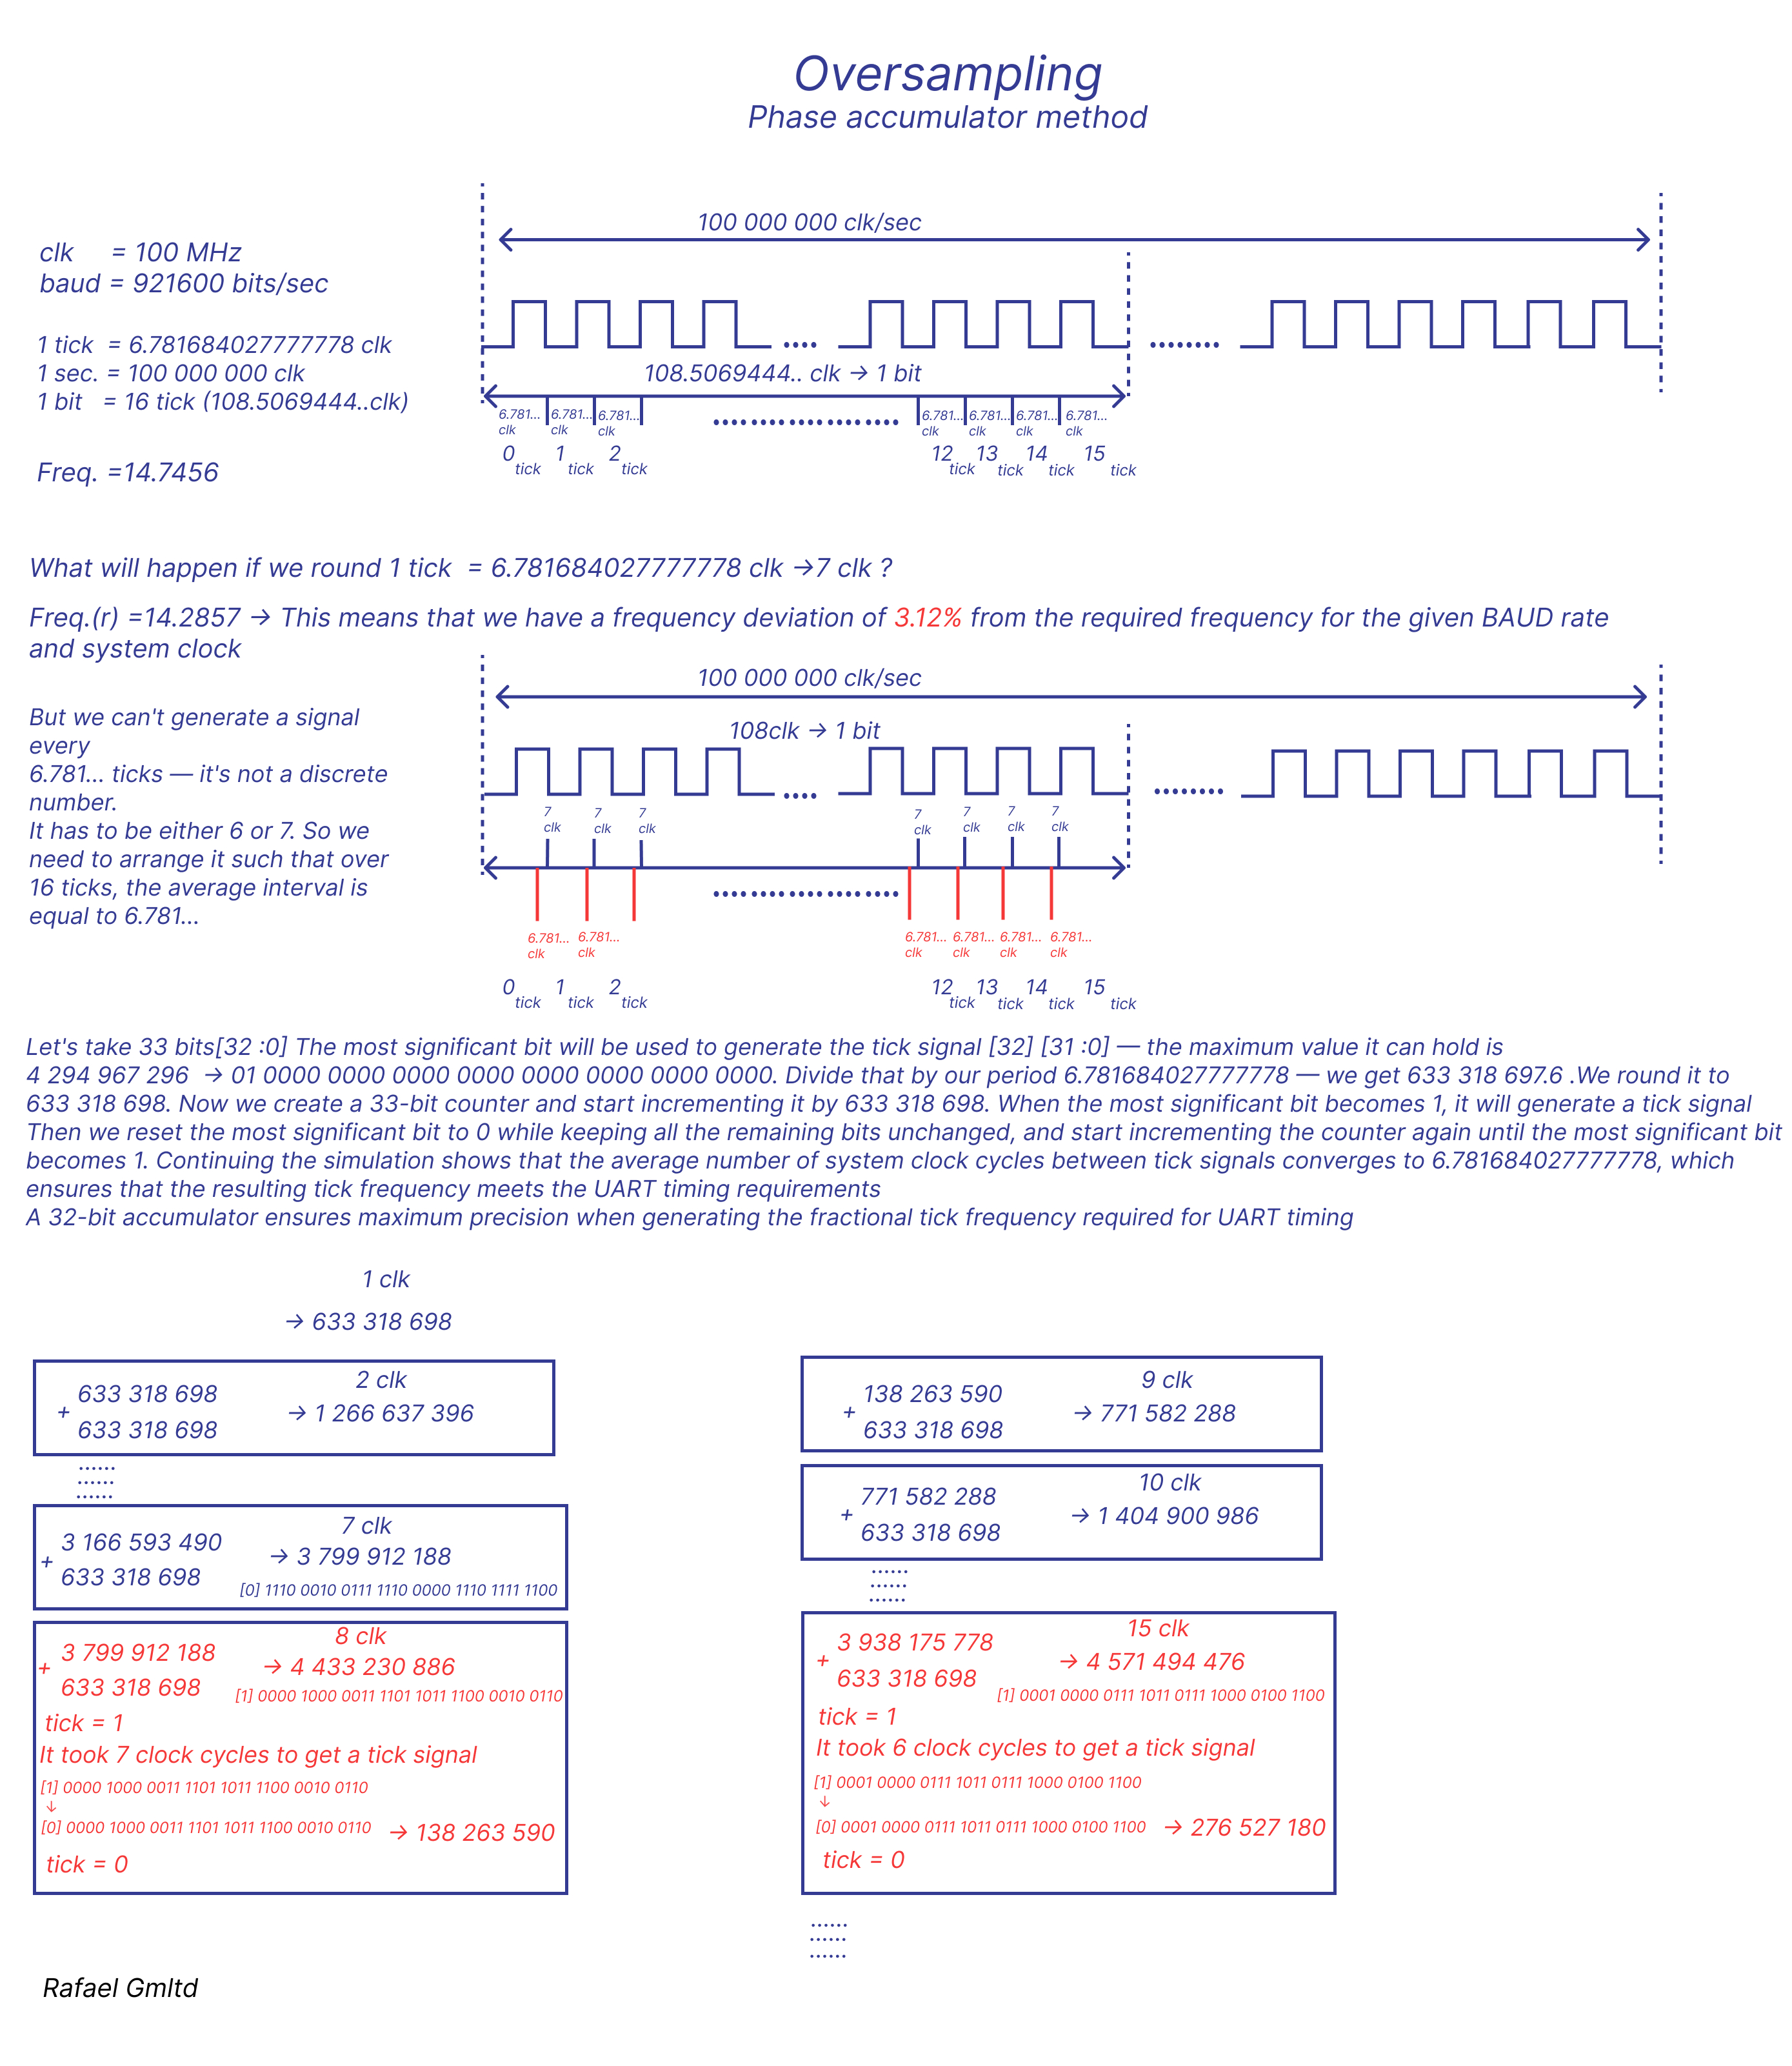 Oversampling
Phase accumulator method
100 000 000 clk/sec
clk = 100 MHz
baud = 921600 bits/sec
1 tick = 6.781684027777778 clk
1 sec. = 100 000 000 clk
1 bit = 16 tick (108.5069444..clk)
Freq. =14.7456
108.5069444.. clk → 1 bit
6.781... clk
6.781... clk
6.781... clk
6.781... clk
6.781... clk
6.781... clk
6.781... clk
0 tick
1 tick
2 tick
12 tick
13 tick
14 tick
15 tick
What will happen if we round 1 tick = 6.781684027777778 clk →7 clk ?
Freq.(r) =14.2857 → This means that we have a frequency deviation of 3.12% from the required frequency for the given BAUD rate
and system clock
100 000 000 clk/sec
108clk → 1 bit
But we can't generate a signal
every
6.781... ticks — it's not a discrete
number.
It has to be either 6 or 7. So we
need to arrange it such that over
16 ticks, the average interval is
equal to 6.781...
7 clk
7 clk
7 clk
7 clk
7 clk
7 clk
7 clk
6.781... clk
6.781... clk
6.781... clk
6.781... clk
6.781... clk
6.781... clk
0 tick
1 tick
2 tick
12 tick
13 tick
14 tick
15 tick
Let's take 33 bits[32 :0] The most significant bit will be used to generate the tick signal [32] [31 :0] — the maximum value it can hold is
4 294 967 296 → 01 0000 0000 0000 0000 0000 0000 0000 0000. Divide that by our period 6.781684027777778 — we get 633 318 697.6 .We round it to
633 318 698. Now we create a 33-bit counter and start incrementing it by 633 318 698. When the most significant bit becomes 1, it will generate a tick signal
Then we reset the most significant bit to 0 while keeping all the remaining bits unchanged, and start incrementing the counter again until the most significant bit
becomes 1. Continuing the simulation shows that the average number of system clock cycles between tick signals converges to 6.781684027777778, which
ensures that the resulting tick frequency meets the UART timing requirements
A 32-bit accumulator ensures maximum precision when generating the fractional tick frequency required for UART timing
1 clk
→ 633 318 698
2 clk
633 318 698
+
633 318 698
→ 1 266 637 396
......
......
......
7 clk
3 166 593 490
+
633 318 698
→ 3 799 912 188
[0] 1110 0010 0111 1110 0000 1110 1111 1100
8 clk
3 799 912 188
+
633 318 698
→ 4 433 230 886
[1] 0000 1000 0011 1101 1011 1100 0010 0110
tick = 1
It took 7 clock cycles to get a tick signal
[1] 0000 1000 0011 1101 1011 1100 0010 0110
↓
[0] 0000 1000 0011 1101 1011 1100 0010 0110 → 138 263 590
tick = 0
9 clk
138 263 590
+
633 318 698
→ 771 582 288
10 clk
771 582 288
+
633 318 698
→ 1 404 900 986
......
......
......
15 clk
3 938 175 778
+
633 318 698
→ 4 571 494 476
[1] 0001 0000 0111 1011 0111 1000 0100 1100
tick = 1
It took 6 clock cycles to get a tick signal
[1] 0001 0000 0111 1011 0111 1000 0100 1100
↓
[0] 0001 0000 0111 1011 0111 1000 0100 1100 → 276 527 180
tick = 0
......
......
......
Rafael Gmltd